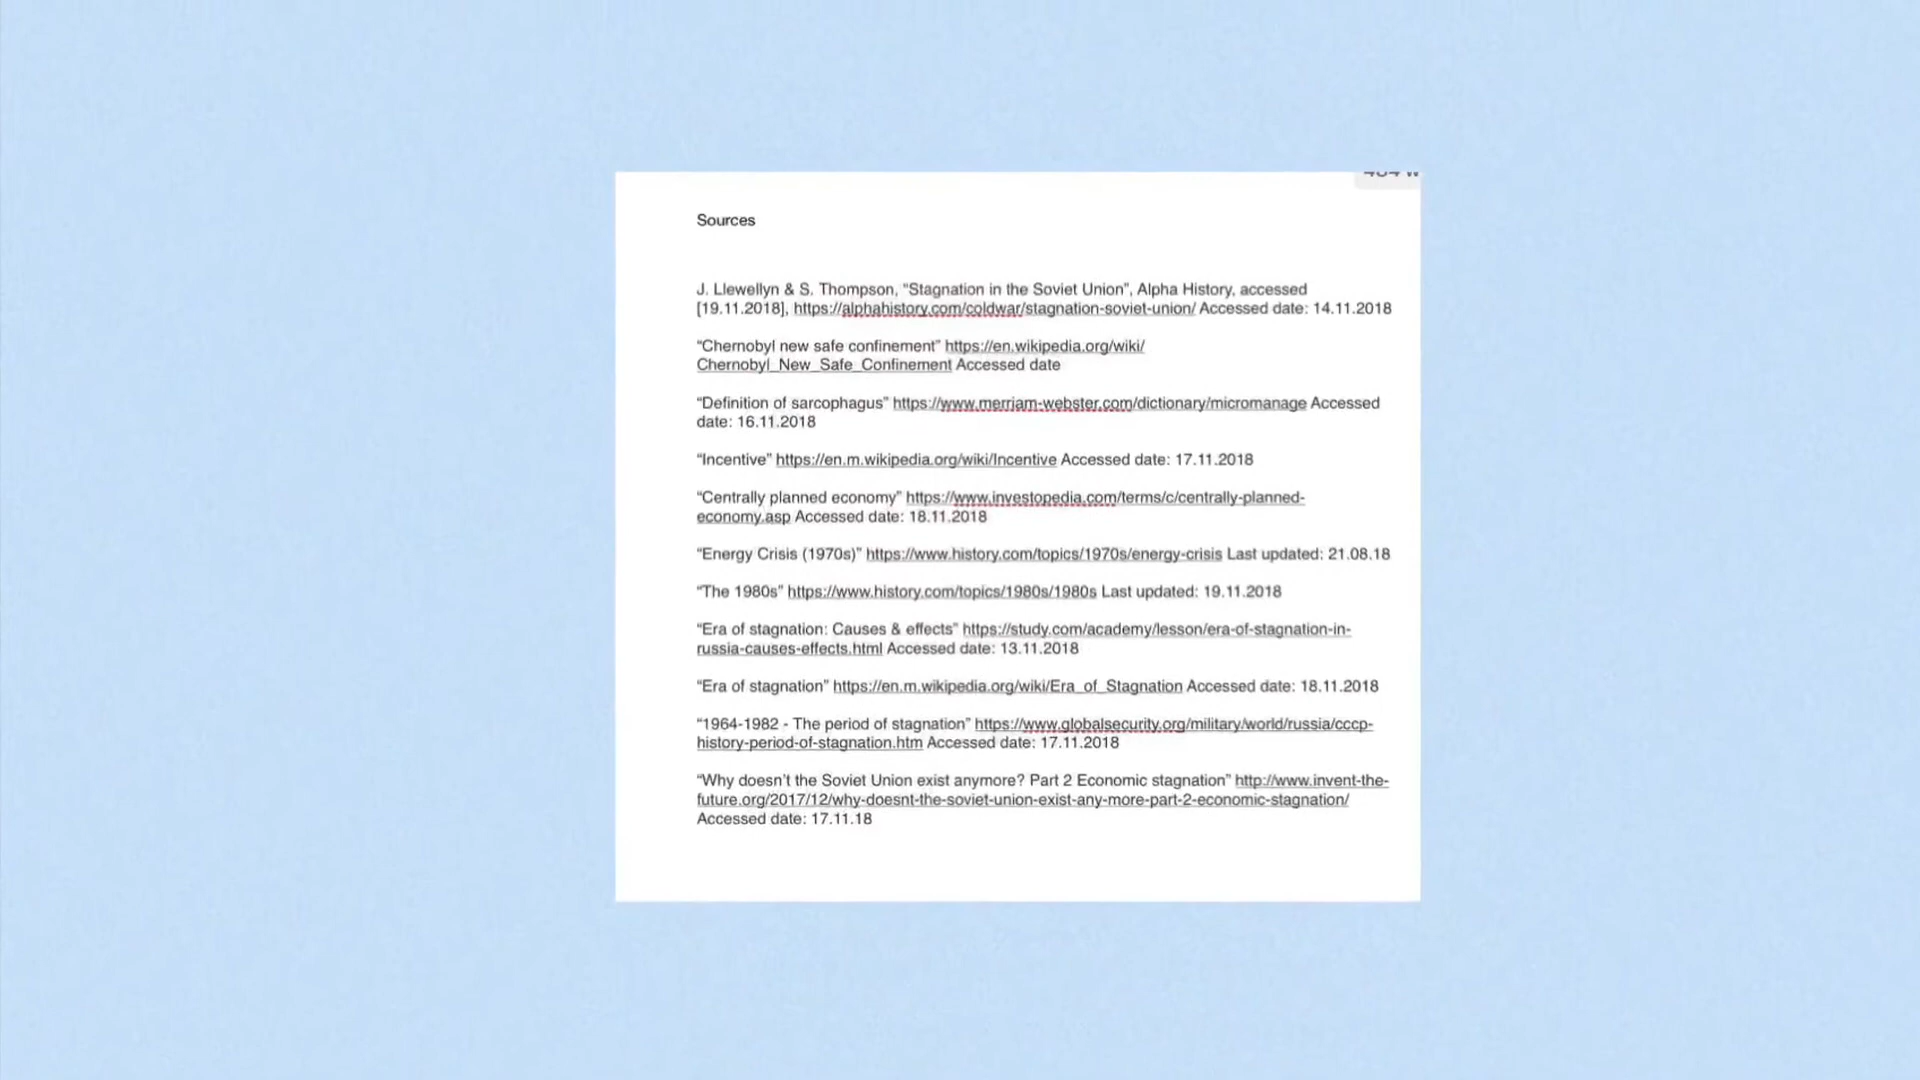 Sources
J. Llewellyn & S. Thompson, “Stagnation in the Soviet Union”, Alpha History, accessed
[19.11.2018], https://alphahistory.com/coldwar/stagnation-soviet-union/ Accessed date: 14.11.2018
“Chernobyl new safe confinement” https://en.wikipedia.org/wiki/
Chernobyl_New_Safe_Confinement Accessed date
“Definition of sarcophagus” https://www.merriam-webster.com/dictionary/micromanage Accessed
date: 16.11.2018
“Incentive” https://en.m.wikipedia.org/wiki/Incentive Accessed date: 17.11.2018
“Centrally planned economy” https://www.investopedia.com/terms/c/centrally-planned-
economy.asp Accessed date: 18.11.2018
“Energy Crisis (1970s)” https://www.history.com/topics/1970s/energy-crisis Last updated: 21.08.18
“The 1980s” https://www.history.com/topics/1980s/1980s Last updated: 19.11.2018
“Era of stagnation: Causes & effects” https://study.com/academy/lesson/era-of-stagnation-in-
russia-causes-effects.html Accessed date: 13.11.2018
“Era of stagnation” https://en.m.wikipedia.org/wiki/Era_of_Stagnation Accessed date: 18.11.2018
“1964-1982 - The period of stagnation” https://www.globalsecurity.org/military/world/russia/cccp-
history-period-of-stagnation.htm Accessed date: 17.11.2018
“Why doesn’t the Soviet Union exist anymore? Part 2 Economic stagnation” http://www.invent-the-
future.org/2017/12/why-doesnt-the-soviet-union-exist-any-more-part-2-economic-stagnation/
Accessed date: 17.11.18